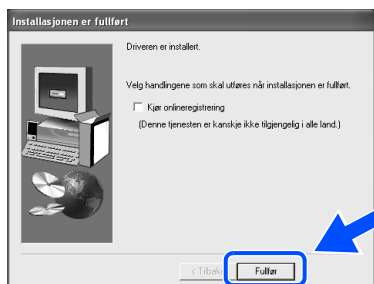 Installasjonen er fullført
Driveren er installert.
Velg handlingene som skal utføres når installasjonen er fullført.
Kjør onlineregistrering
(Denne tjenesten er kanskje ikke tilgjengelig i alle land.)
< Tilbak
Fullfør